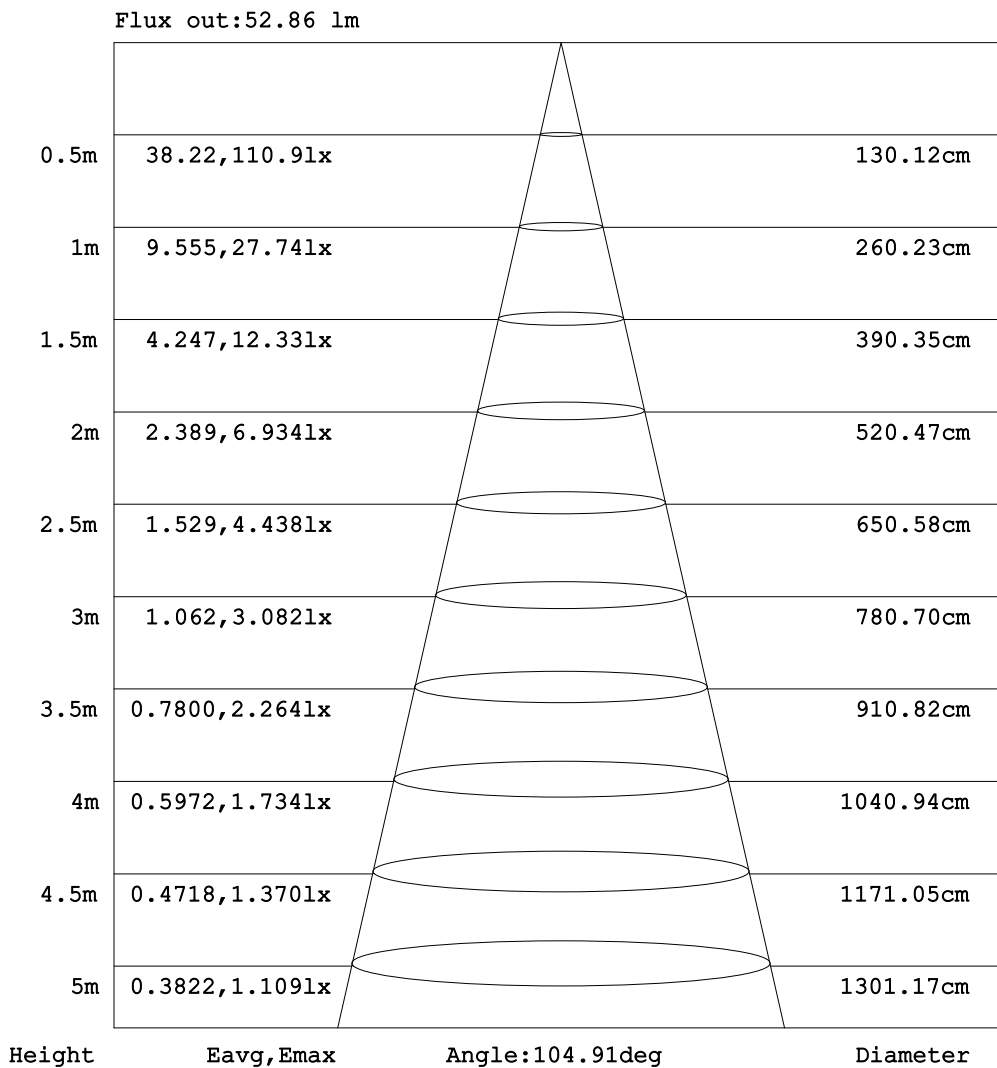 Flux out:52.86 lm
0.5m 38.22,110.9lx 130.12cm
1m 9.555,27.74lx 260.23cm
1.5m 4.247,12.33lx 390.35cm
2m 2.389,6.934lx 520.47cm
2.5m 1.529,4.438lx 650.58cm
3m 1.062,3.082lx 780.70cm
3.5m 0.7800,2.264lx 910.82cm
4m 0.5972,1.734lx 1040.94cm
4.5m 0.4718,1.370lx 1171.05cm
5m 0.3822,1.109lx 1301.17cm
Height Eavg,Emax Angle:104.91deg Diameter